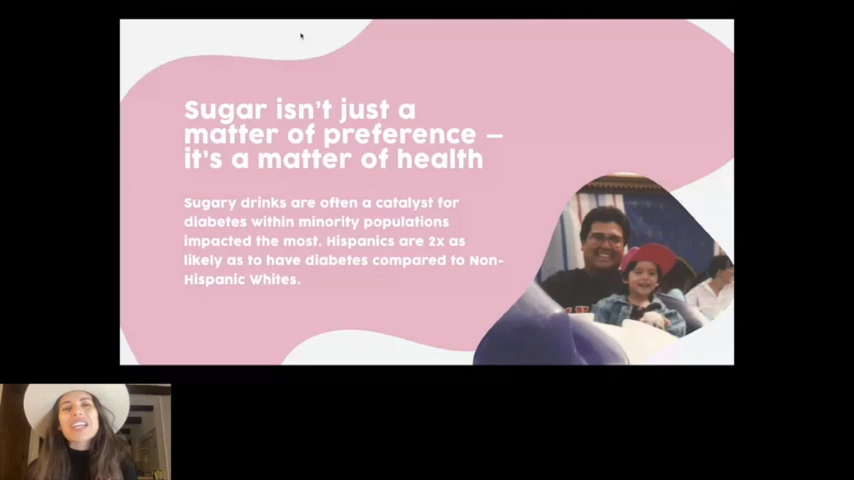 Sugar isn't just a
matter of preference –
it's a matter of health
Sugary drinks are often a catalyst for
diabetes within minority populations
impacted the most. Hispanics are 2x as
likely as to have diabetes compared to Non-
Hispanic Whites.